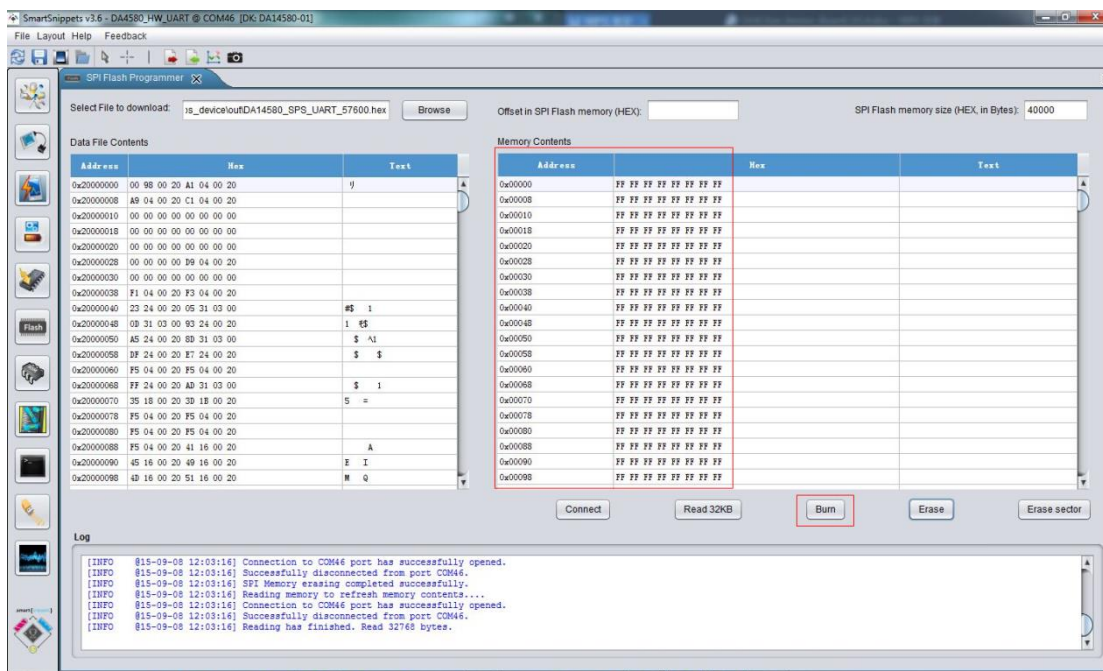 SmartSnippets v3.6 - DA4580_HW_UART @ COM46 [DK: DA14580-01]
File Layout Help Feedback
SPI Flash Programmer
Select File to download: os_device\out\DA14580_SPS_UART_57600.hex Browse Offset in SPI Flash memory (HEX): SPI Flash memory size (HEX, in Bytes): 40000
Data File Contents Memory Contents
Address Hex Text Address Hex Text
0x20000000 00 98 00 20 A1 04 00 20 0x00000 FF FF FF FF FF FF FF FF
0x20000008 A9 04 00 20 C1 04 00 20 0x00008 FF FF FF FF FF FF FF FF
0x20000010 00 00 00 00 00 00 00 00 0x00010 FF FF FF FF FF FF FF FF
0x20000018 00 00 00 00 00 00 00 00 0x00018 FF FF FF FF FF FF FF FF
0x20000020 00 00 00 00 00 00 00 00 0x00020 FF FF FF FF FF FF FF FF
0x20000028 00 00 00 00 D9 04 00 20 0x00028 FF FF FF FF FF FF FF FF
0x20000030 00 00 00 00 00 00 00 00 0x00030 FF FF FF FF FF FF FF FF
0x20000038 F1 04 00 20 F3 04 00 20 0x00038 FF FF FF FF FF FF FF FF
0x20000040 23 24 00 20 05 31 03 00 #$ 1 0x00040 FF FF FF FF FF FF FF FF
0x20000048 0D 31 03 00 93 24 00 20 1 $ 0x00048 FF FF FF FF FF FF FF FF
0x20000050 A5 24 00 20 8D 31 03 00 $ 1 0x00050 FF FF FF FF FF FF FF FF
0x20000058 DF 24 00 20 E7 24 00 20 $ $ 0x00058 FF FF FF FF FF FF FF FF
0x20000060 F5 04 00 20 F5 04 00 20 0x00060 FF FF FF FF FF FF FF FF
0x20000068 FF 24 00 20 AD 31 03 00 $ 1 0x00068 FF FF FF FF FF FF FF FF
0x20000070 35 18 00 20 3D 1B 00 20 5 = 0x00070 FF FF FF FF FF FF FF FF
0x20000078 F5 04 00 20 F5 04 00 20 0x00078 FF FF FF FF FF FF FF FF
0x20000080 F5 04 00 20 F5 04 00 20 0x00080 FF FF FF FF FF FF FF FF
0x20000088 F5 04 00 20 41 16 00 20 A 0x00088 FF FF FF FF FF FF FF FF
0x20000090 45 16 00 20 49 16 00 20 E I 0x00090 FF FF FF FF FF FF FF FF
0x20000098 4D 16 00 20 51 16 00 20 M Q 0x00098 FF FF FF FF FF FF FF FF
Flash
Connect Read 32KB Burn Erase Erase sector
Log
[INFO @15-09-08 12:03:16] Connection to COM46 port has successfully opened.
[INFO @15-09-08 12:03:16] Successfully disconnected from port COM46.
[INFO @15-09-08 12:03:16] SPI Memory erasing completed successfully.
[INFO @15-09-08 12:03:16] Reading memory to refresh memory contents....
[INFO @15-09-08 12:03:16] Connection to COM46 port has successfully opened.
[INFO @15-09-08 12:03:16] Successfully disconnected from port COM46.
[INFO @15-09-08 12:03:16] Reading has finished. Read 32768 bytes.